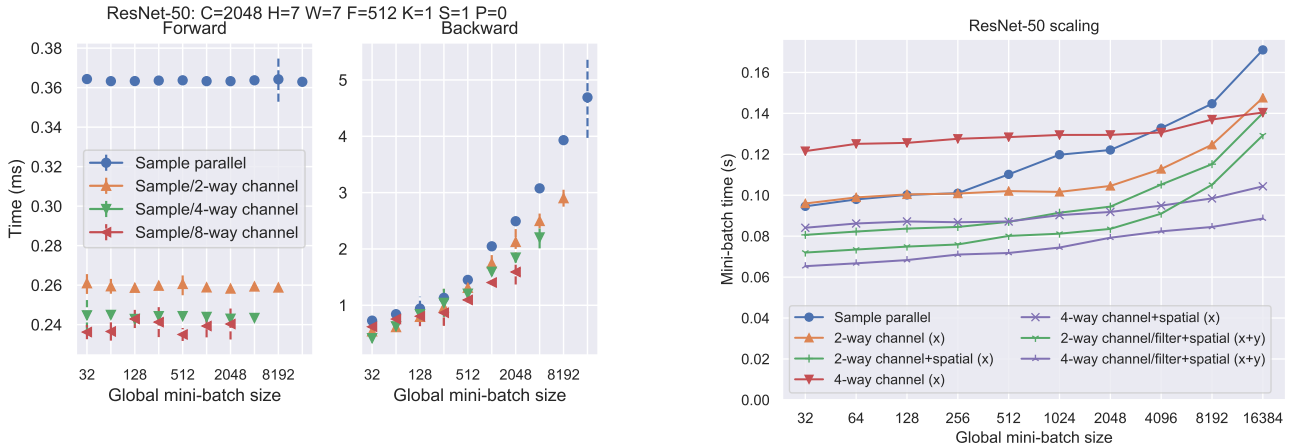 ResNet-50: C=2048 H=7 W=7 F=512 K=1 S=1 P=0
Forward
Backward
0.38
0.36
0.34
0.32
0.30
0.28
0.26
0.24
Time (ms)
Sample parallel
Sample/2-way channel
Sample/4-way channel
Sample/8-way channel
32 128 512 2048 8192
Global mini-batch size
5
4
3
2
1
32 128 512 2048 8192
Global mini-batch size
ResNet-50 scaling
0.16
0.14
0.12
0.10
0.08
0.06
0.04
0.02
0.00
Mini-batch time (s)
Sample parallel
2-way channel (x)
2-way channel+spatial (x)
4-way channel (x)
4-way channel+spatial (x)
2-way channel/filter+spatial (x+y)
4-way channel/filter+spatial (x+y)
32 64 128 256 512 1024 2048 4096 8192 16384
Global mini-batch size